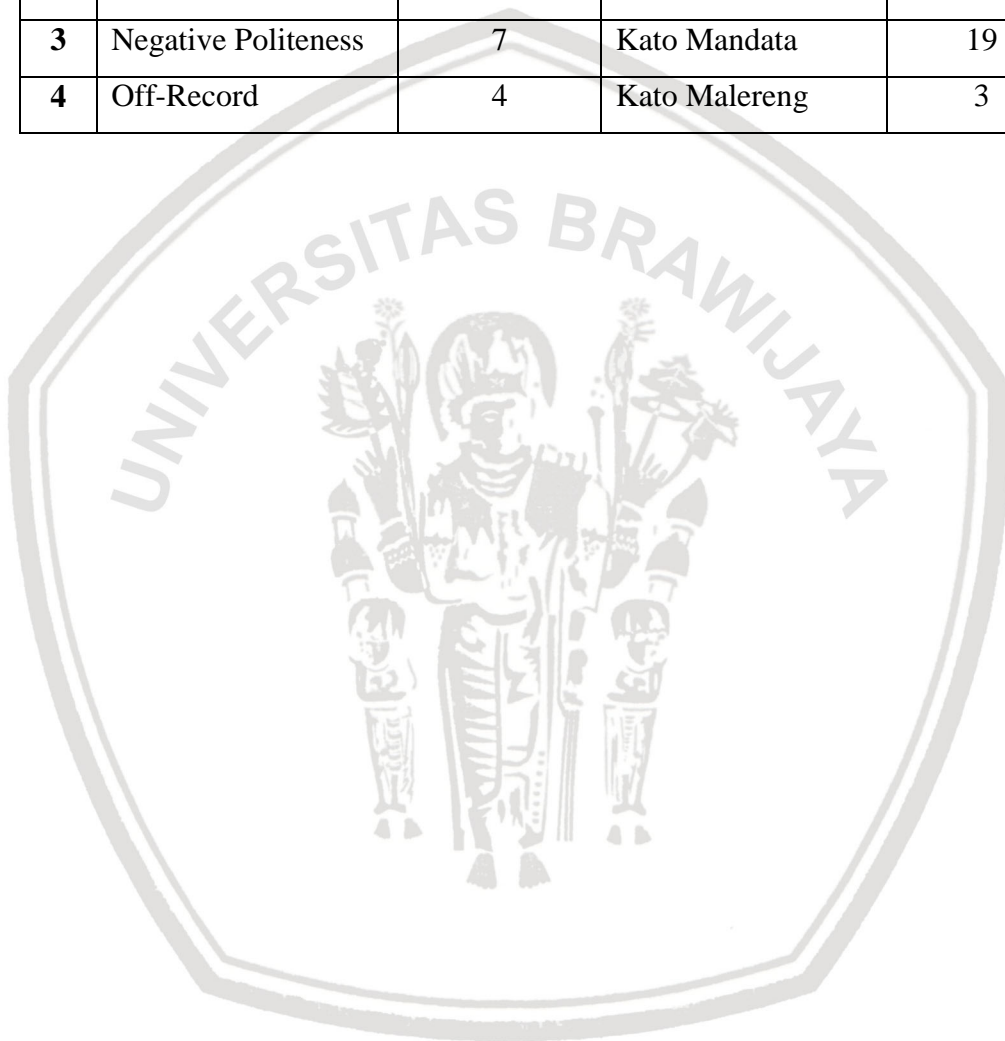 3 Negative Politeness 7 Kato Mandata 19
4 Off-Record 4 Kato Malereng 3
UNIVERSITAS BRAWIJAYA